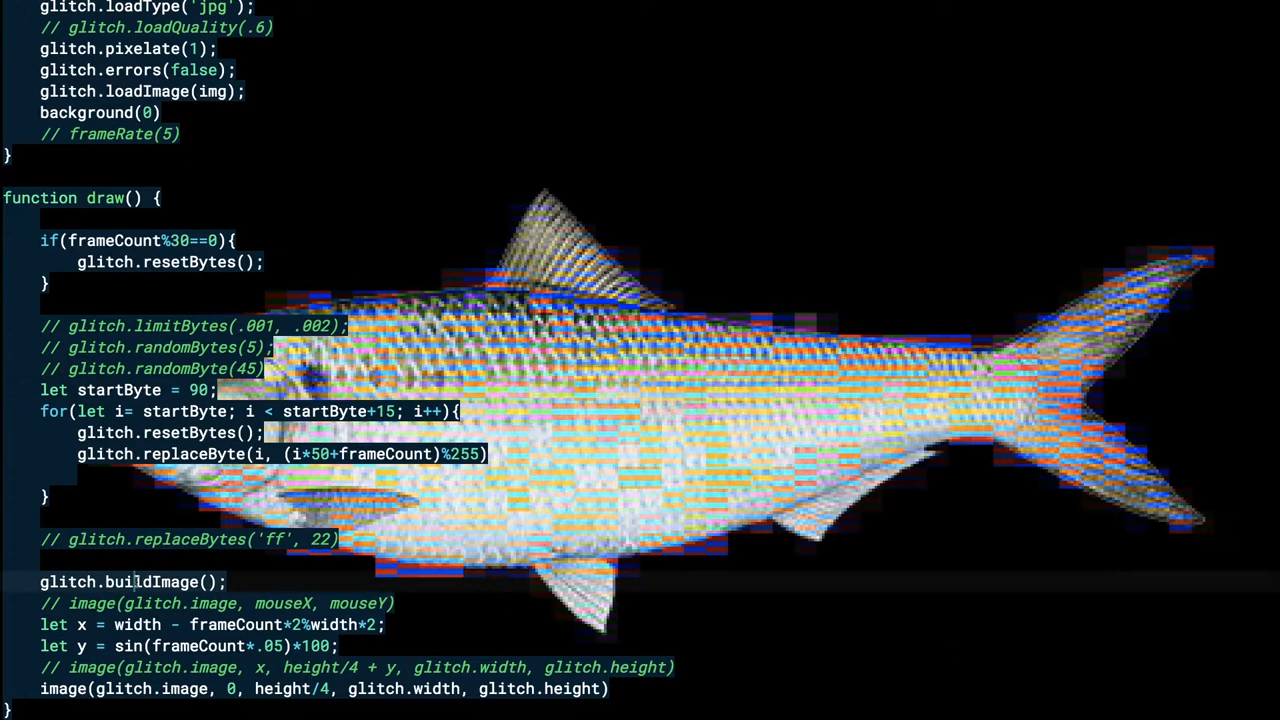 glitch.loadType('jpg');
// glitch.loadQuality(.6)
glitch.pixelate(1);
glitch.errors(false);
glitch.loadImage(img);
background(0)
// frameRate(5)
}
function draw() {
if(frameCount%30==0){
glitch.resetBytes();
}
// glitch.limitBytes(.001, .002);
// glitch.randomBytes(5);
// glitch.randomByte(45)
let startByte = 90;
for(let i= startByte; i < startByte+15; i++){
glitch.resetBytes();
glitch.replaceByte(i, (i*50+frameCount)%255)
}
// glitch.replaceBytes('ff', 22)
glitch.buildImage();
// image(glitch.image, mouseX, mouseY)
let x = width - frameCount*2%width*2;
let y = sin(frameCount*.05)*100;
// image(glitch.image, x, height/4 + y, glitch.width, glitch.height)
image(glitch.image, 0, height/4, glitch.width, glitch.height)
}